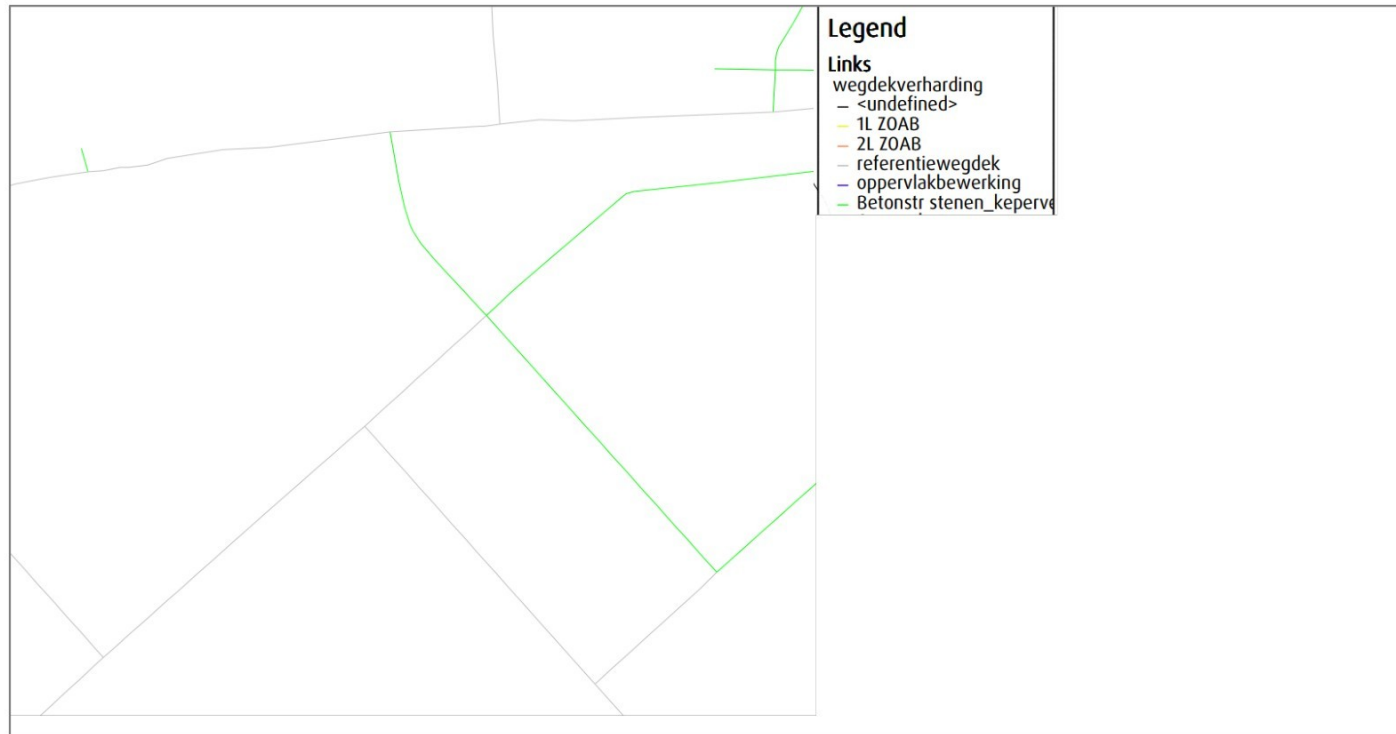 Legend
Links
wegdekverharding
<undefined>
1L ZOAB
2L ZOAB
referentiewegdek
oppervlakbewerking
Betonstr stenen_keperve